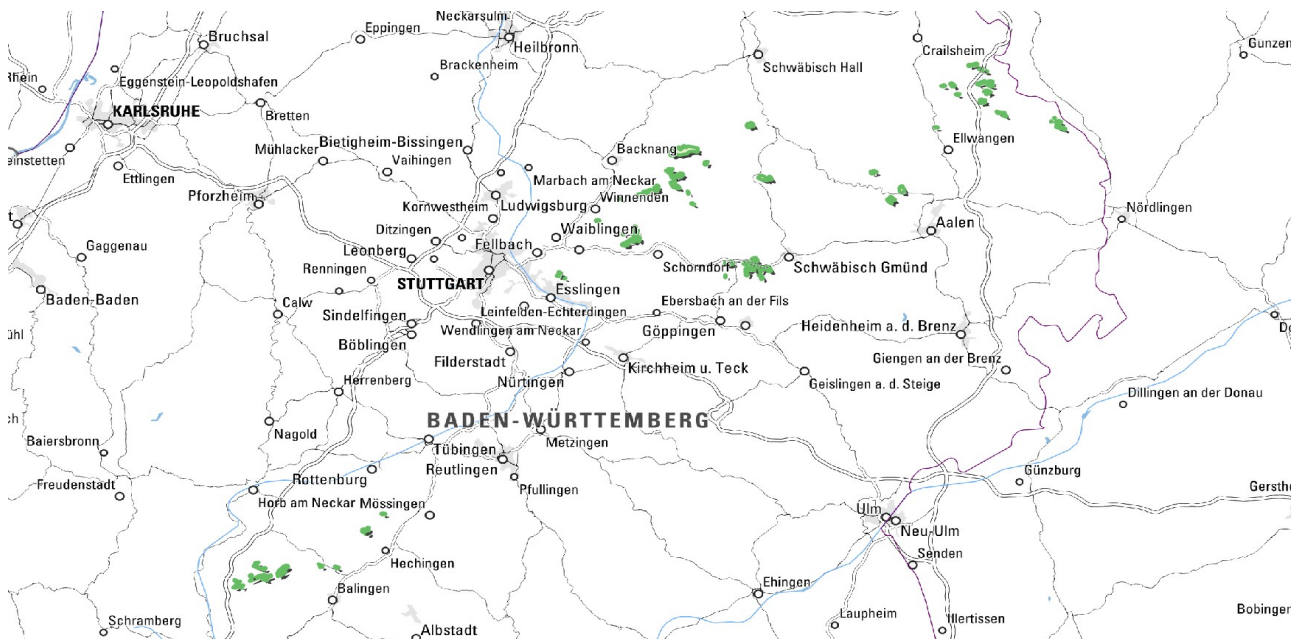 Neckarsulm
Eppingen
Bruchsal
Heilbronn
Crailsheim
Gunzen
Brackenheim
Schwäbisch Hall
Rhein
Eggenstein-Leopoldshafen
KARLSRUHE
Bretten
Bietigheim-Bissingen
Ellwangen
Mühlacker
Backnang
einstetten
Vaihingen
Ettlingen
Marbach am Neckar
Pforzheim
Winnenden
Kornwestheim
Ludwigsburg
Nördlingen
t
Aalen
Ditzingen
Waiblingen
Gaggenau
Leonberg
Fellbach
Renningen
Schorndorf
Schwäbisch Gmünd
STUTTGART
Esslingen
Baden-Baden
Calw
Ebersbach an der Fils
Sindelfingen
Leinfelden-Echterdingen
Wendlingen am Neckar
Göppingen
Heidenheim a. d. Brenz
ühl
Böblingen
Filderstadt
Giengen an der Brenz
Kirchheim u. Teck
Herrenberg
Nürtingen
Geislingen a. d. Steige
Dillingen an der Donau
ch
BADEN-WÜRTTEMBERG
Nagold
Baiersbronn
Metzingen
Tübingen
Reutlingen
Rottenburg
Günzburg
Freudenstadt
Pfullingen
Gersthe
Horb am Neckar
Mössingen
Ulm
Neu-Ulm
Senden
Hechingen
Ehingen
Balingen
Laupheim
Bobingen
Schramberg
Illertissen
Albstadt